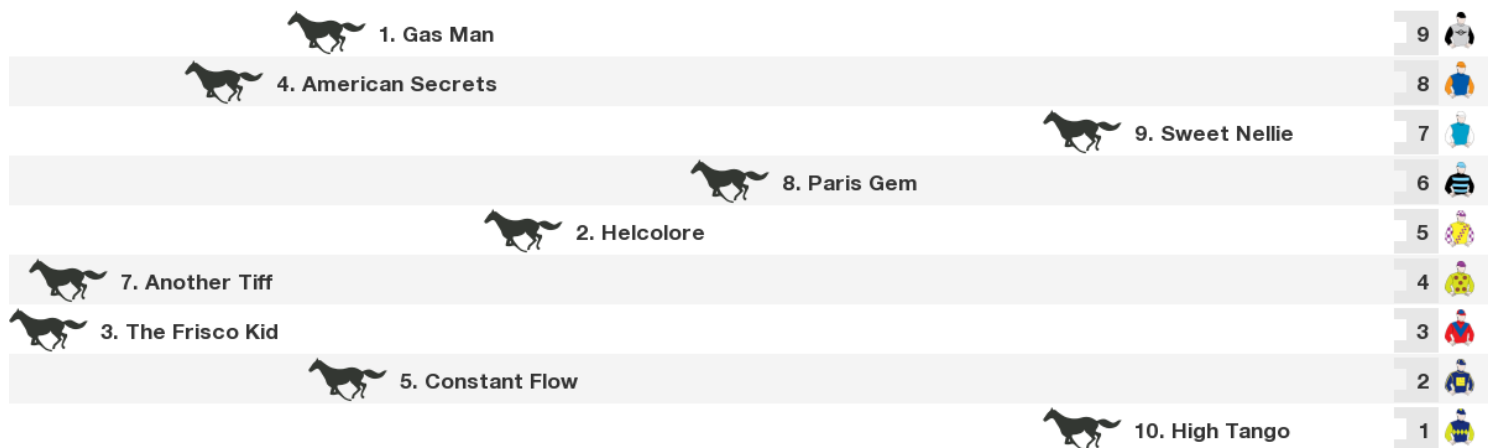 1. Gas Man 9
4. American Secrets 8
9. Sweet Nellie 7
8. Paris Gem 6
2. Helcolore 5
7. Another Tiff 4
3. The Frisco Kid 3
5. Constant Flow 2
10. High Tango 1